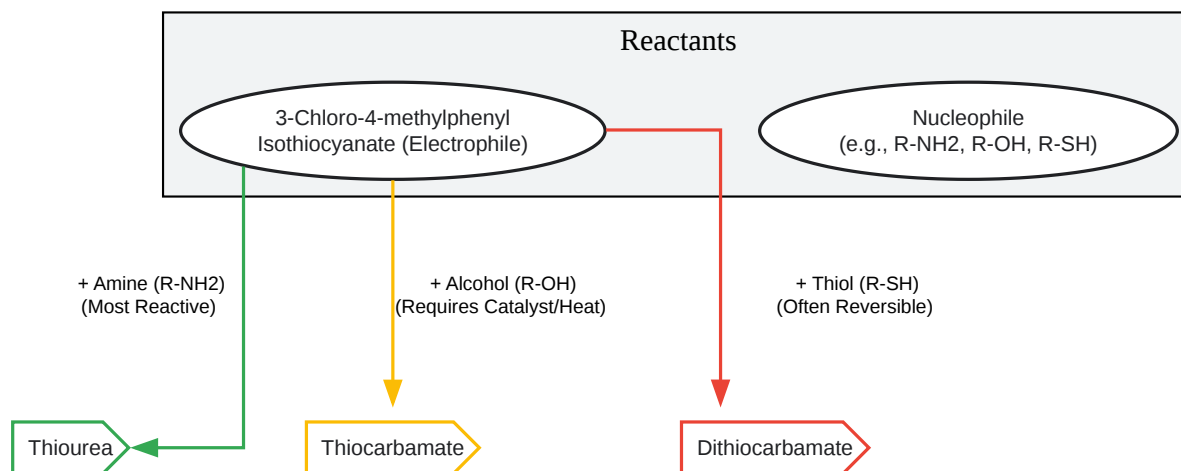 Reactants
3-Chloro-4-methylphenyl
Isothiocyanate (Electrophile)
Nucleophile
(e.g., R-NH2, R-OH, R-SH)
+ Amine (R-NH2)
(Most Reactive)
+ Alcohol (R-OH)
(Requires Catalyst/Heat)
+ Thiol (R-SH)
(Often Reversible)
Thiourea
Thiocarbamate
Dithiocarbamate